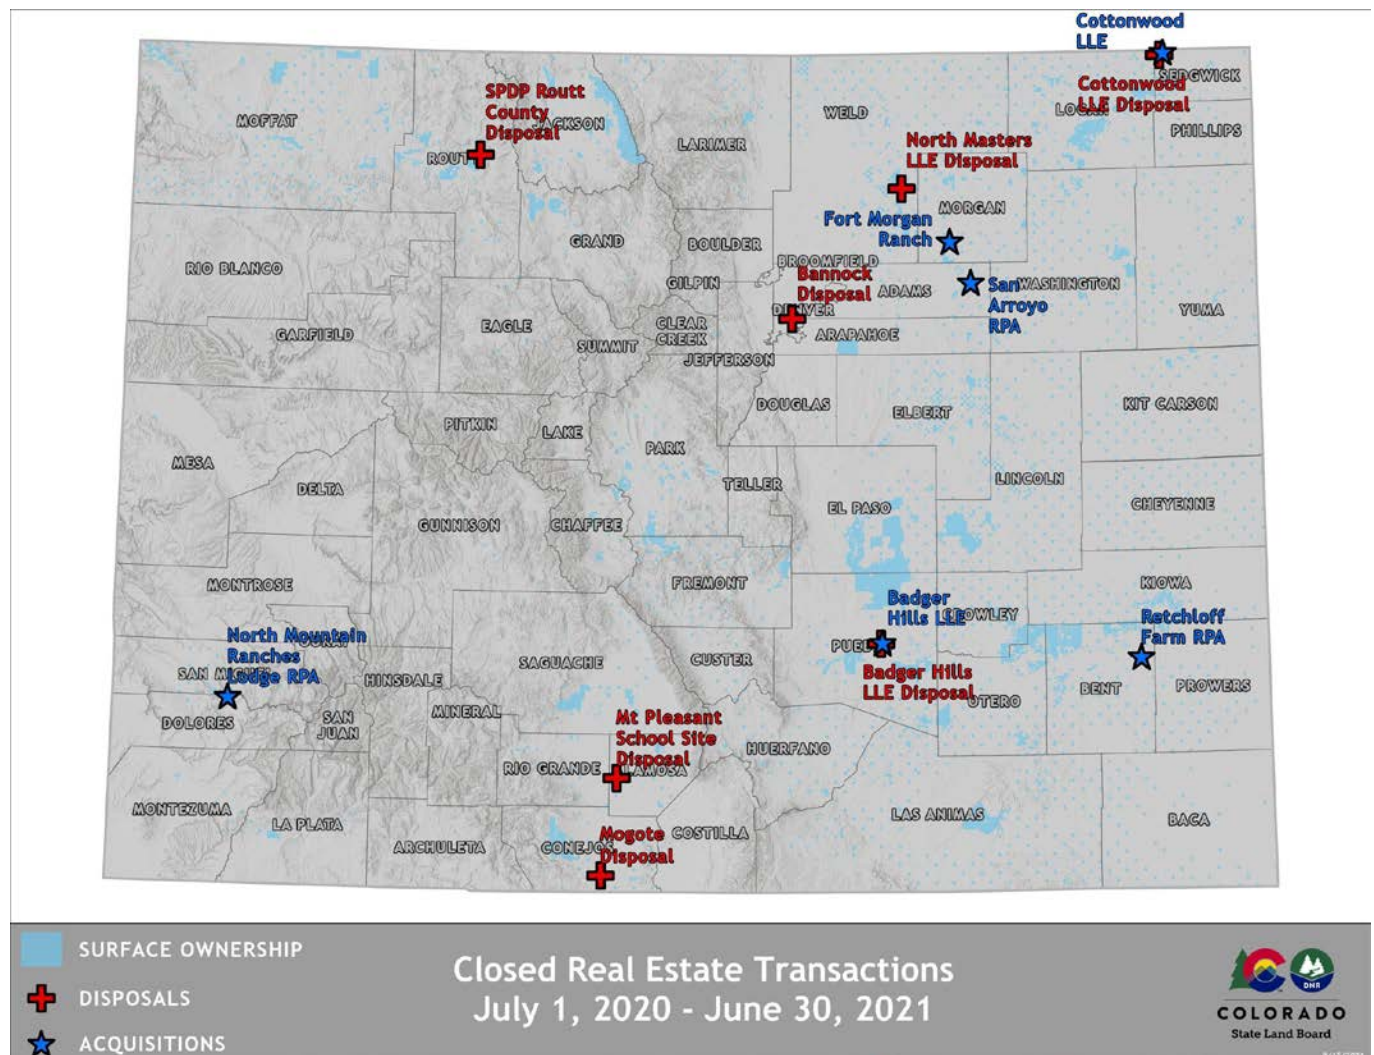 Cottonwood
LLE
SEDGWICK
Cottonwood
LLE Disposal
LOGAN
PHILLIPS
SPDP Routt
County
Disposal
JACKSON
MOFFAT
ROUTT
LARIMER
WELD
North Masters
LLE Disposal
MORGAN
Fort Morgan
Ranch
GRAND
BOULDER
BROOMFIELD
RIO BLANCO
GILPIN
Bannock
Disposal
ADAMS
San
Arroyo
RPA
WASHINGTON
YUMA
DENVER
GARFIELD
EAGLE
SUMMIT
CLEAR
CREEK
ARAPAHOE
JEFFERSON
DOUGLAS
ELBERT
KIT CARSON
PITKIN
LAKE
PARK
MESA
DELTA
TELLER
LINCOLN
EL PASO
CHEYENNE
GUNNISON
CHAFFEE
MONTROSE
FREMONT
KIOWA
Badger
Hills LLE
CROWLEY
Retchloff
Farm RPA
North Mountain
Ranches
Lodge RPA
OURAY
SAN MIGUEL
HINSDALE
SAGUACHE
CUSTER
PUEBLO
Badger Hills
LLE Disposal
BENT
PROWERS
OTERO
DOLORES
SAN
JUAN
MINERAL
Mt Pleasant
School Site
Disposal
HUERFANO
RIO GRANDE
ALAMOSA
MONTEZUMA
LA PLATA
ARCHULETA
CONEJOS
Mogote
Disposal
COSTILLA
LAS ANIMAS
BACA
SURFACE OWNERSHIP
DISPOSALS
ACQUISITIONS
Closed Real Estate Transactions
July 1, 2020 - June 30, 2021
DNR
COLORADO
State Land Board